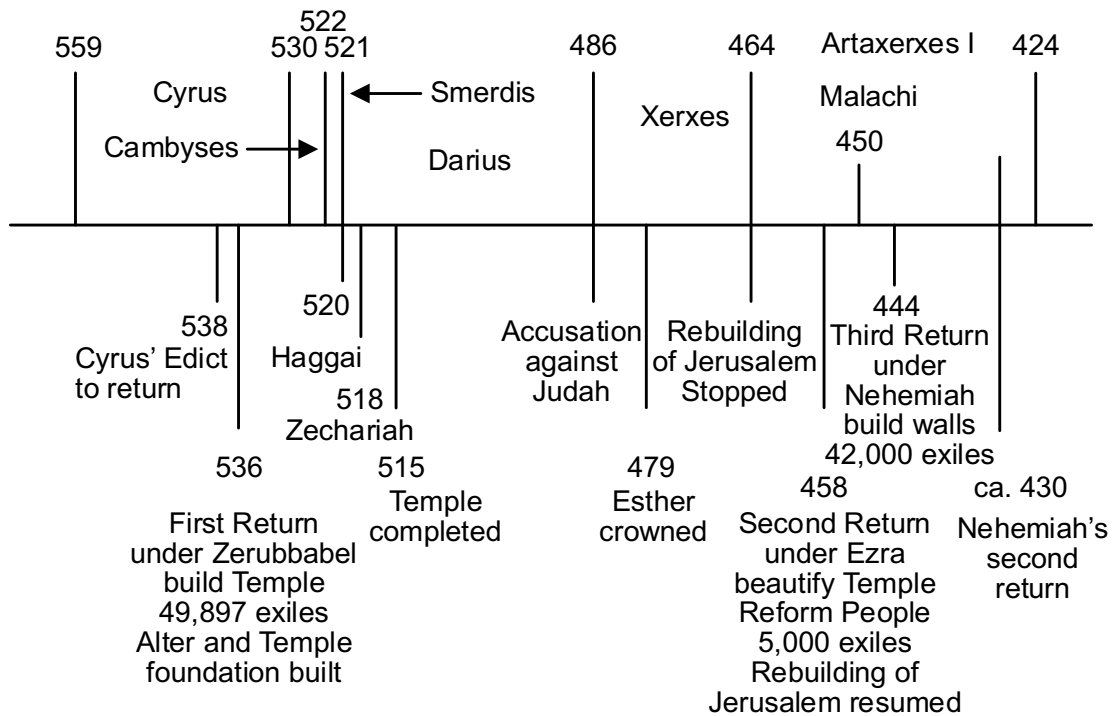 522
559
530 521
486
464
Artaxerxes I
424
Cyrus
Smerdis
Malachi
Xerxes
Cambyses
Darius
450
538
Cyrus’ Edict
to return
520
Haggai
518
Zechariah
536
First Return
under Zerubbabel
build Temple
49,897 exiles
Alter and Temple
foundation built
515
Temple
completed
Accusation
against
Judah
479
Esther
crowned
Rebuilding
of Jerusalem
Stopped
458
Second Return
under Ezra
beautify Temple
Reform People
5,000 exiles
Rebuilding of
Jerusalem resumed
444
Third Return
under
Nehemiah
build walls
42,000 exiles
ca. 430
Nehemiah’s
second
return